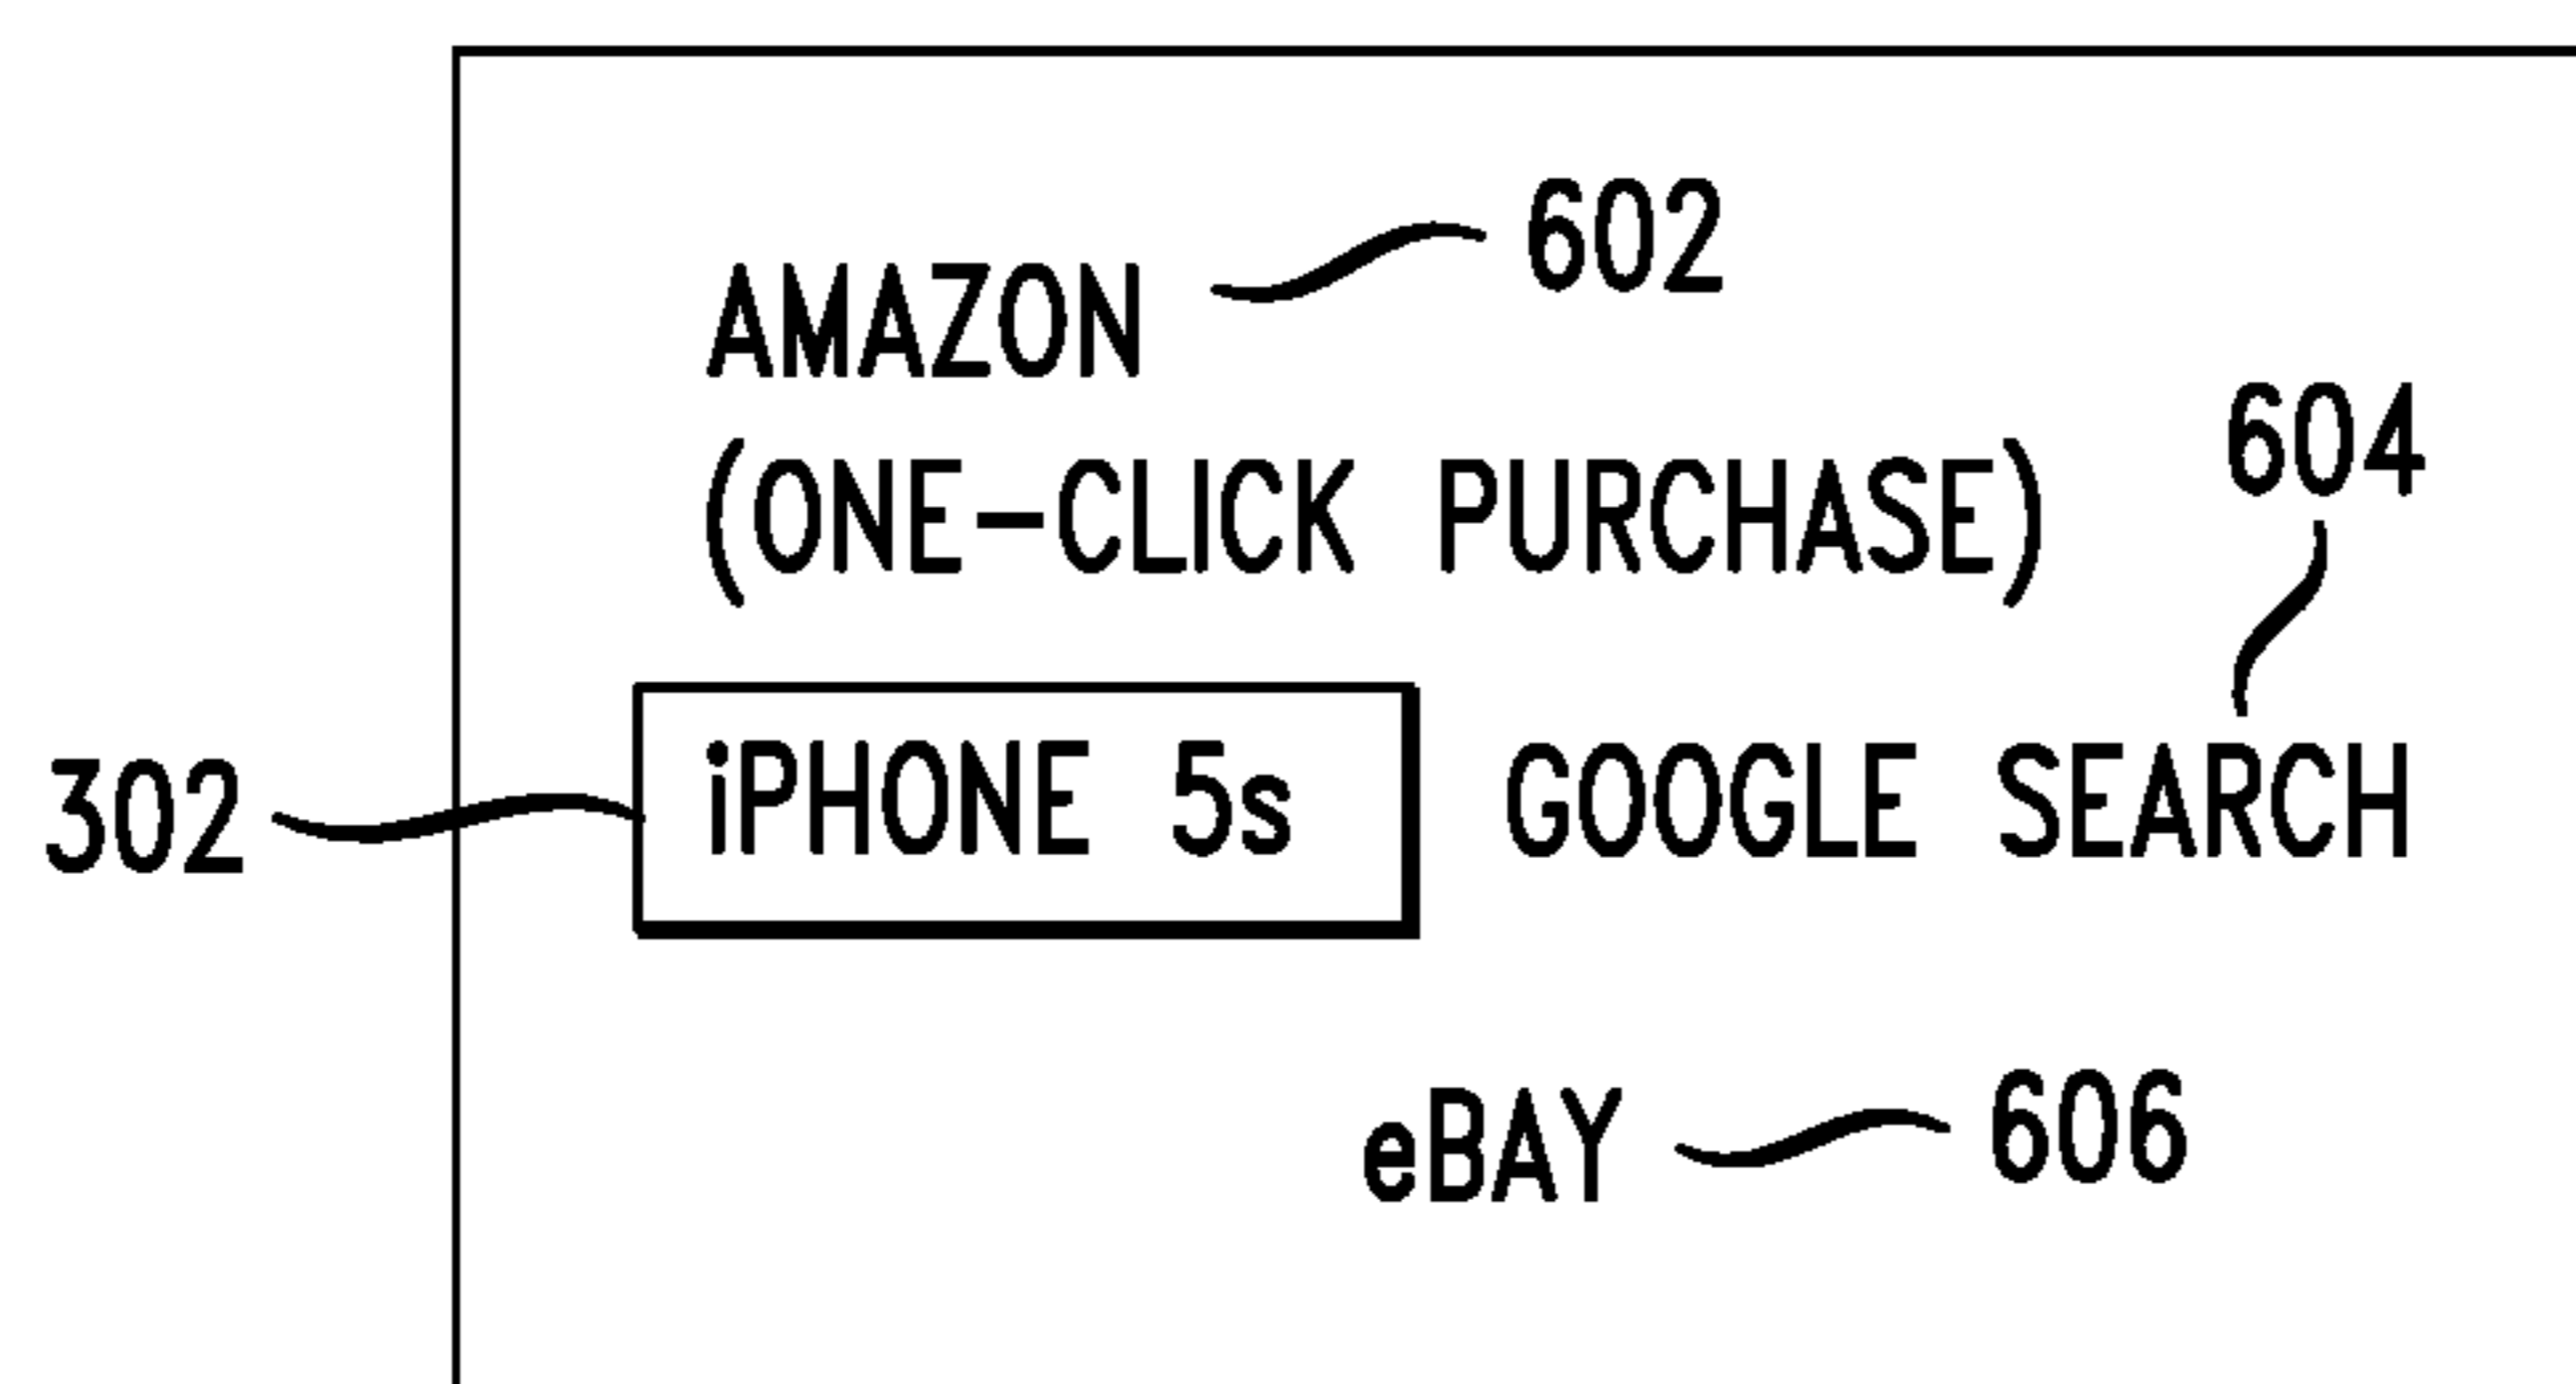 602
AMAZON
(ONE-CLICK PURCHASE)
604
302
iPHONE 5s
GOOGLE SEARCH
eBAY
606